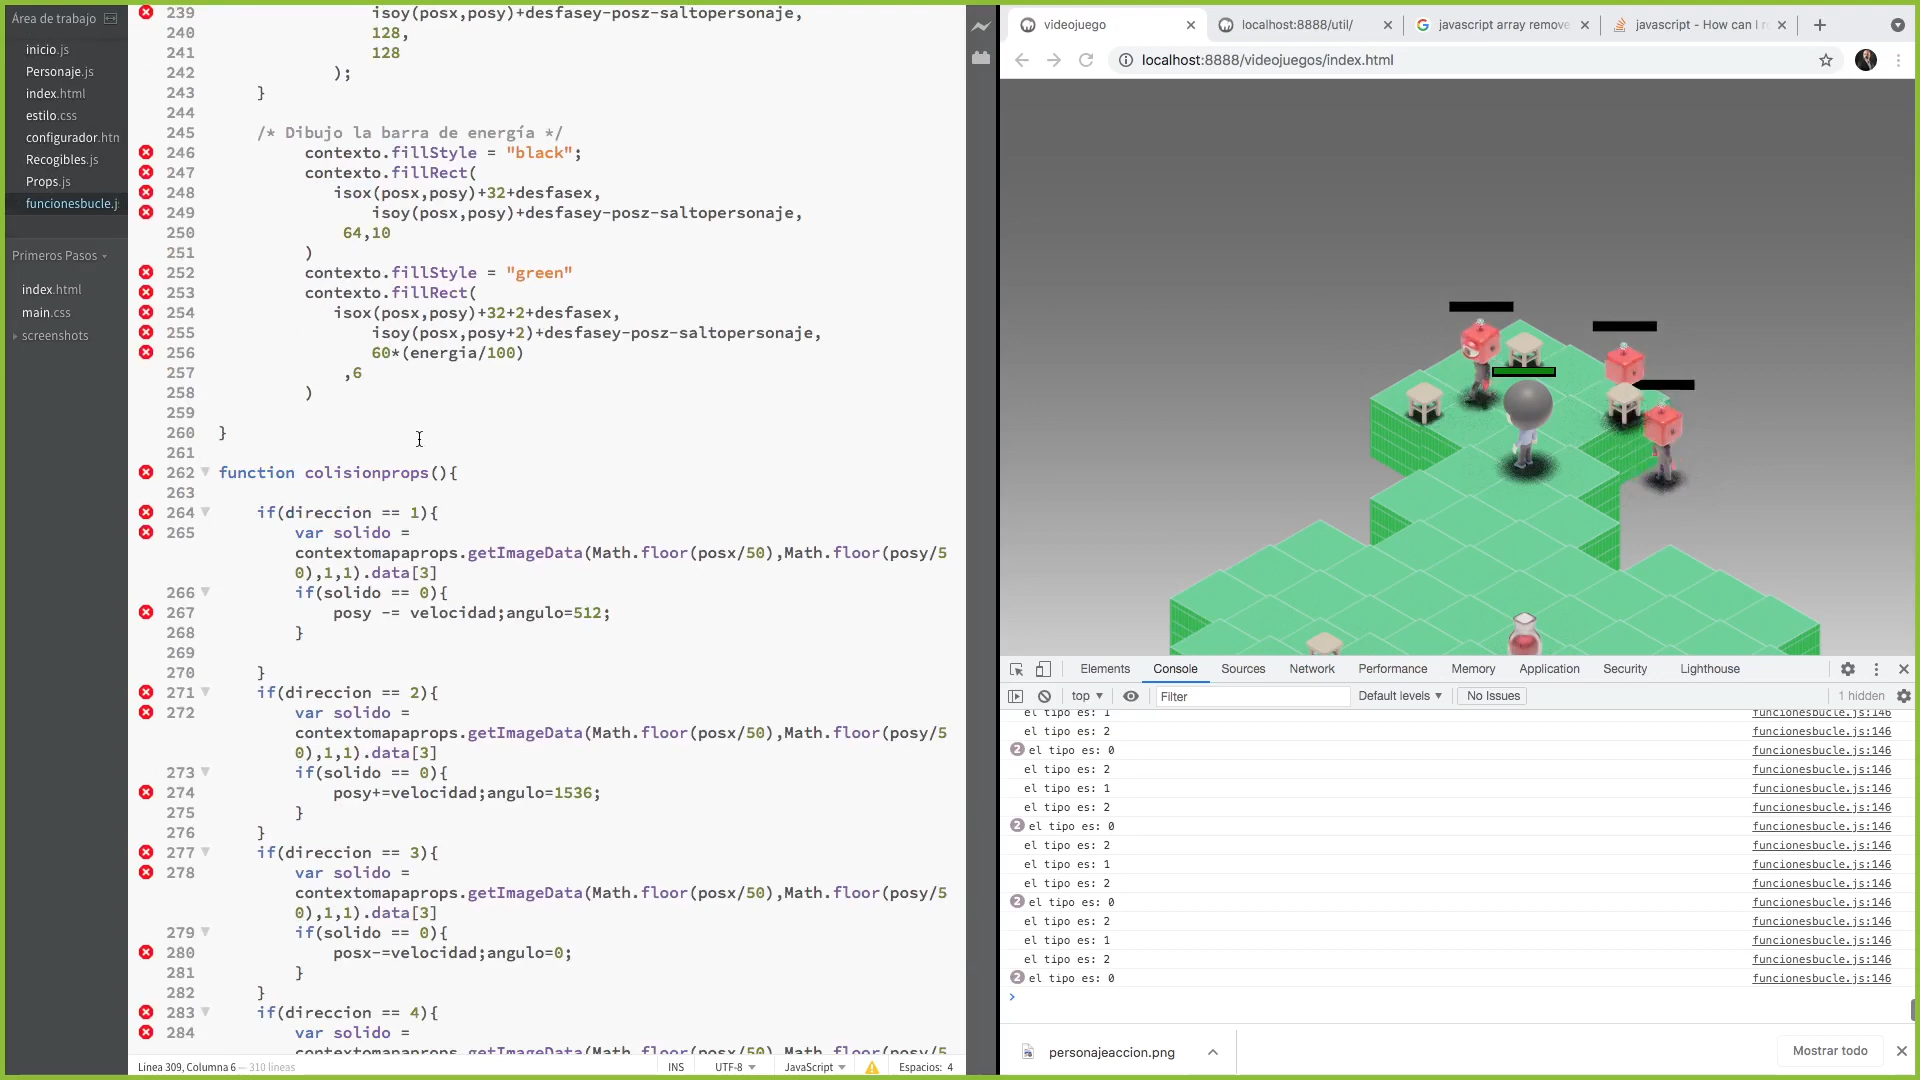 Área de trabajo
inicio.js
Personaje.js
index.html
estilo.css
configurador.htn
Recogibles.js
Props.js
funcionesbucle.j
Primeros Pasos
index.html
main.css
screenshots
239 isoy(posx,posy)+desfasey-posz-saltopersonaje,
240 128,
241 128
242 );
243 }
244
245 /* Dibujo la barra de energía */
246 contexto.fillStyle = "black";
247 contexto.fillRect(
248 isox(posx,posy)+32+desfasex,
249 isoy(posx,posy)+desfasey-posz-saltopersonaje,
250 64,10
251 )
252 contexto.fillStyle = "green"
253 contexto.fillRect(
254 isox(posx,posy)+32+2+desfasex,
255 isoy(posx,posy+2)+desfasey-posz-saltopersonaje,
256 60*(energia/100)
257 ,6
258 )
259
260 }
261
262 function colisionprops(){
263
264 if(direccion == 1){
265 var solido =
contextomapaprops.getImageData(Math.floor(posx/50),Math.floor(posy/5
0),1,1).data[3]
266 if(solido == 0){
267 posy -= velocidad;angulo=512;
268 }
269
270 }
271 if(direccion == 2){
272 var solido =
contextomapaprops.getImageData(Math.floor(posx/50),Math.floor(posy/5
0),1,1).data[3]
273 if(solido == 0){
274 posy+=velocidad;angulo=1536;
275 }
276 }
277 if(direccion == 3){
278 var solido =
contextomapaprops.getImageData(Math.floor(posx/50),Math.floor(posy/5
0),1,1).data[3]
279 if(solido == 0){
280 posx-=velocidad;angulo=0;
281 }
282 }
283 if(direccion == 4){
284 var solido =
contextomapaprops.getImageData(Math.floor(posx/50),Math.floor(posy/5
Línea 309, Columna 6 — 310 líneas
INS
UTF-8
JavaScript
Espacios: 4
videojuego
localhost:8888/util/
javascript array remove
javascript - How can I re
localhost:8888/videojuegos/index.html
Elements Console Sources Network Performance Memory Application Security Lighthouse
top
Filter
Default levels
No Issues
1 hidden
el tipo es: 1 funcionesbucle.js:146
el tipo es: 2 funcionesbucle.js:146
2 el tipo es: 0 funcionesbucle.js:146
el tipo es: 2 funcionesbucle.js:146
el tipo es: 1 funcionesbucle.js:146
el tipo es: 2 funcionesbucle.js:146
2 el tipo es: 0 funcionesbucle.js:146
el tipo es: 2 funcionesbucle.js:146
el tipo es: 1 funcionesbucle.js:146
el tipo es: 2 funcionesbucle.js:146
2 el tipo es: 0 funcionesbucle.js:146
el tipo es: 2 funcionesbucle.js:146
el tipo es: 1 funcionesbucle.js:146
el tipo es: 2 funcionesbucle.js:146
2 el tipo es: 0 funcionesbucle.js:146
personajeaccion.png
Mostrar todo